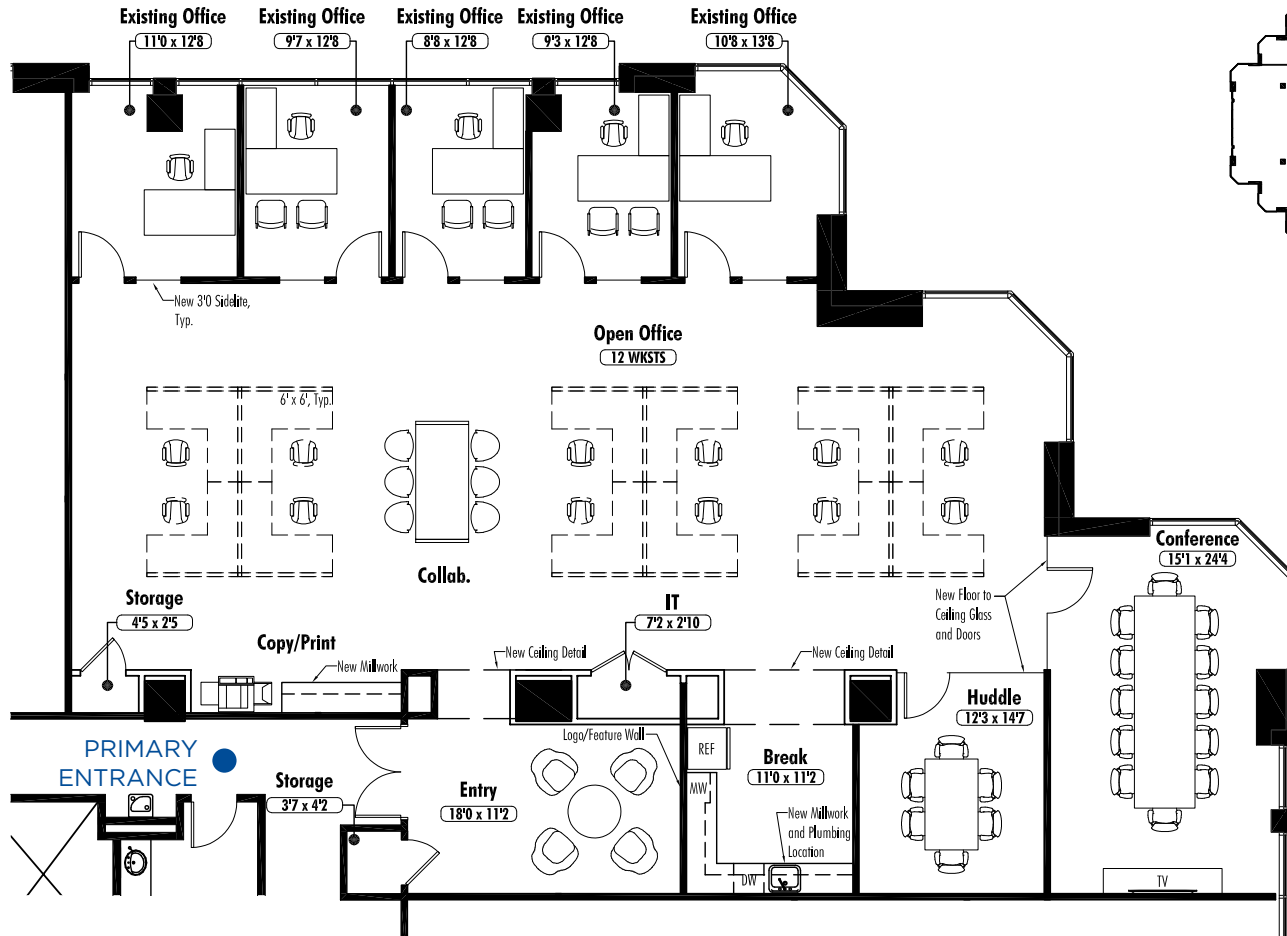 Existing Office
11'0 x 12'8
Existing Office
9'7 x 12'8
Existing Office
8'8 x 12'8
Existing Office
9'3 x 12'8
Existing Office
10'8 x 13'8
New 3'0 Sidelite,
Typ.
Open Office
12 WKSTS
6' x 6', Typ.
Collab.
Conference
15'1 x 24'4
Storage
4'5 x 2'5
Copy/Print
New Millwork
IT
7'2 x 2'10
New Ceiling Detail
New Ceiling Detail
New Floor to
Ceiling Glass
and Doors
Huddle
12'3 x 14'7
Logo/Feature Wall
PRIMARY
ENTRANCE
Storage
3'7 x 4'2
Entry
18'0 x 11'2
REF
MW
Break
11'0 x 11'2
New Millwork
and Plumbing
Location
DW
TV